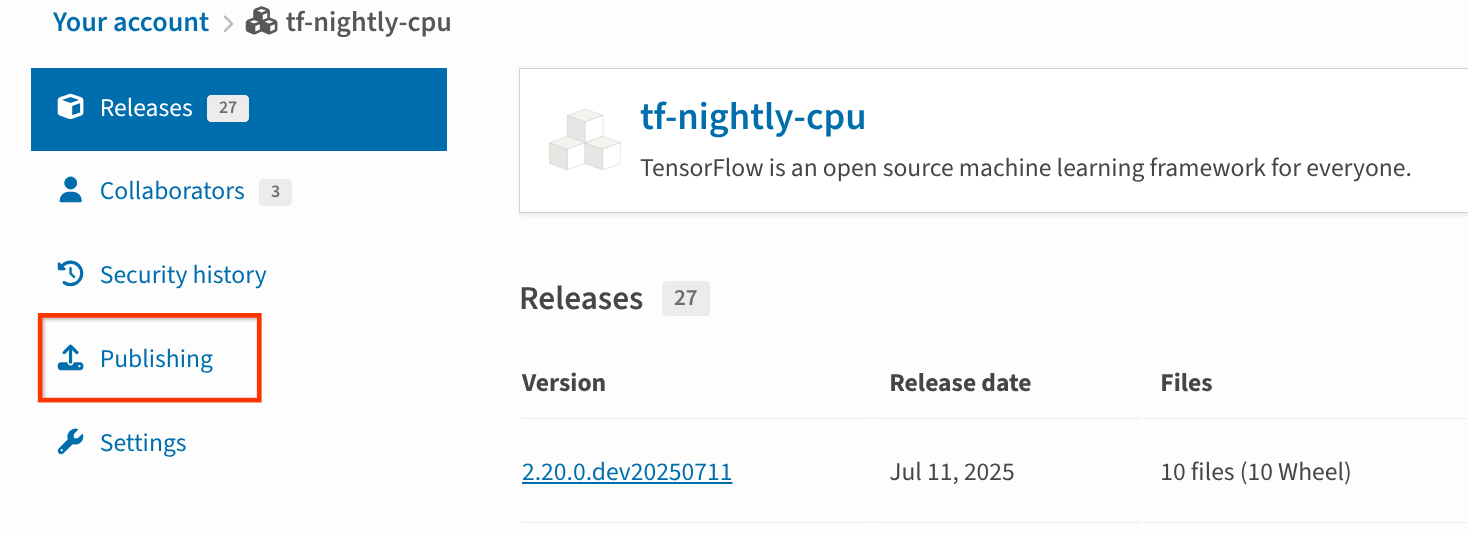 Your account > tf-nightly-cpu
Releases 27
Collaborators 3
Security history
Publishing
Settings
tf-nightly-cpu
TensorFlow is an open source machine learning framework for everyone.
Releases 27
Version Release date Files
2.20.0.dev20250711 Jul 11, 2025 10 files (10 Wheel)